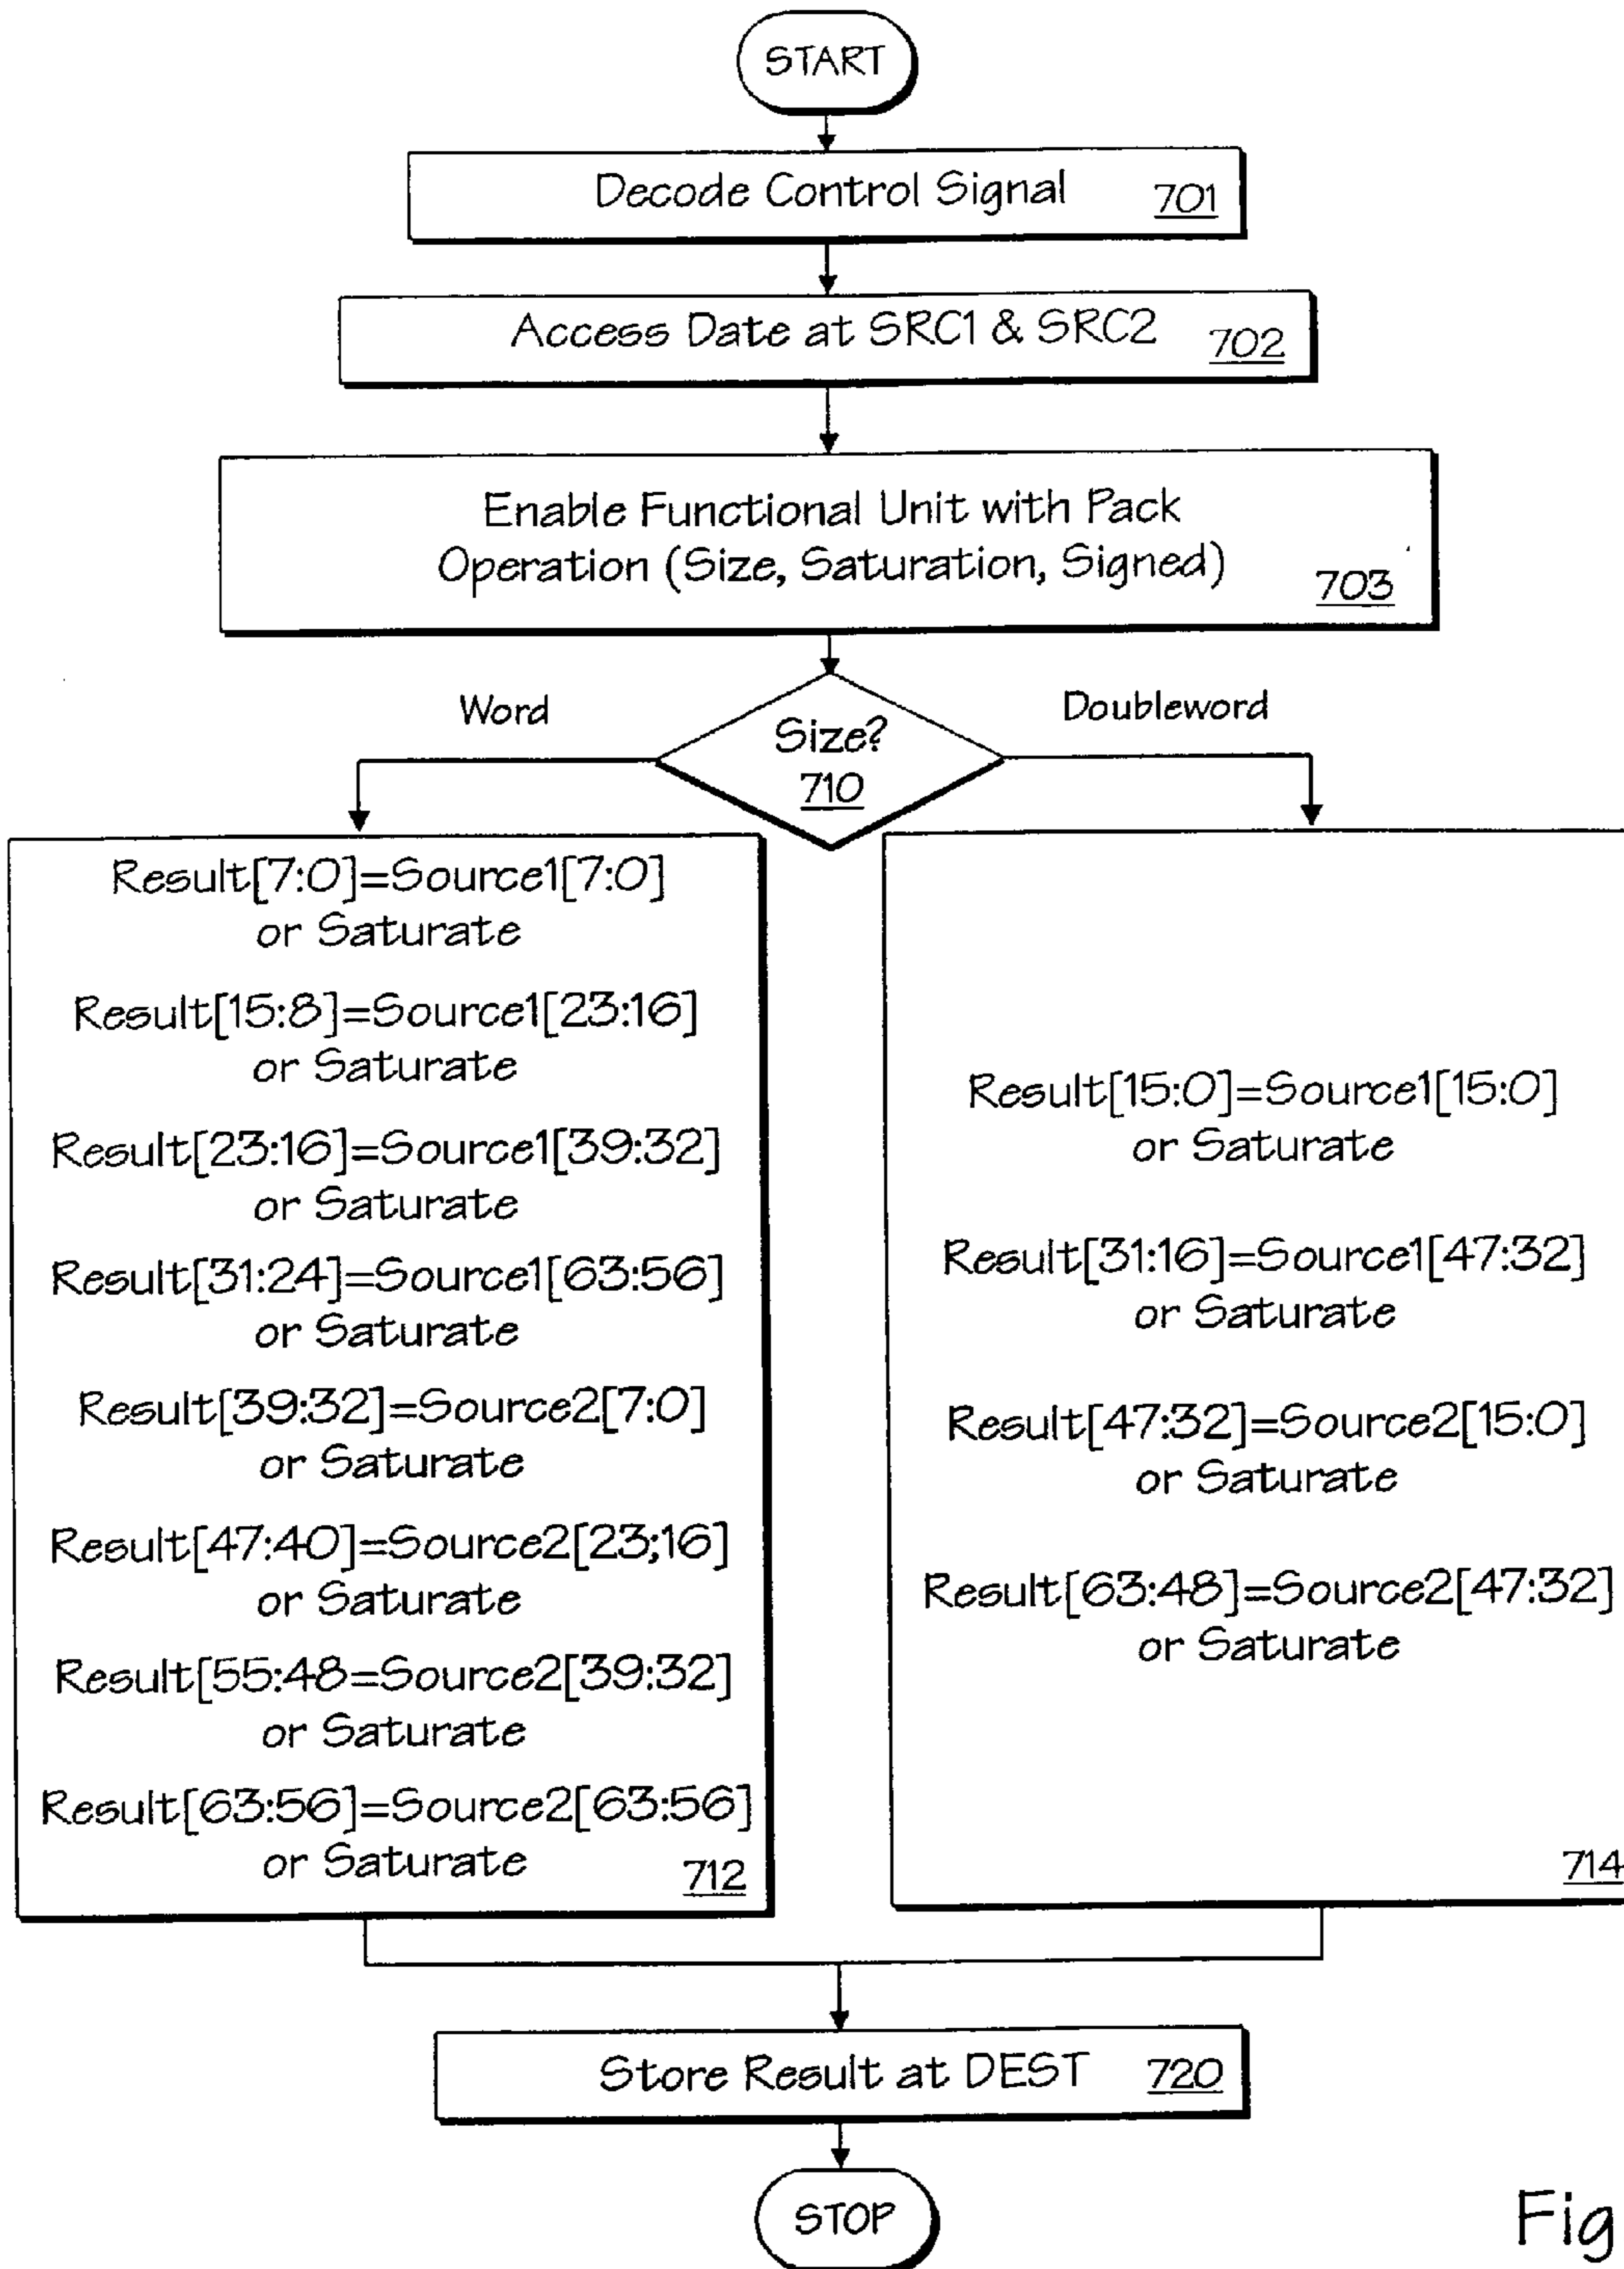 START
Decode Control Signal 701
Access Date at SRC1 & SRC2 702
Enable Functional Unit with Pack
Operation (Size, Saturation, Signed) 703
Word
Size?
710
Doubleword
Result[7:0]=Source1[7:0]
or Saturate
Result[15:8]=Source1[23:16]
or Saturate
Result[23:16]=Source1[39:32]
or Saturate
Result[31:24]=Source1[63:56]
or Saturate
Result[39:32]=Source2[7:0]
or Saturate
Result[47:40]=Source2[23;16]
or Saturate
Result[55:48=Source2[39:32]
or Saturate
Result[63:56]=Source2[63:56]
or Saturate
712
Result[15:0]=Source1[15:0]
or Saturate
Result[31:16]=Source1[47:32]
or Saturate
Result[47:32]=Source2[15:0]
or Saturate
Result[63:48]=Source2[47:32]
or Saturate
714
Store Result at DEST 720
STOP
Fig